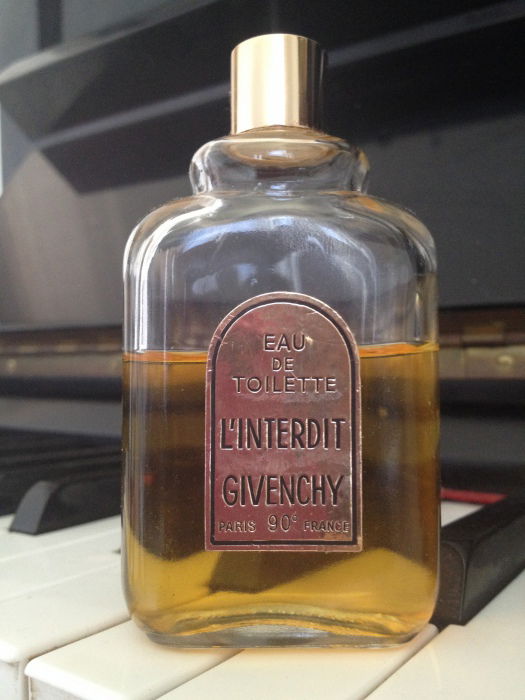 EAU
DE
TOILETTE
L'INTERDIT
GIVENCHY
PARIS 90° FRANCE